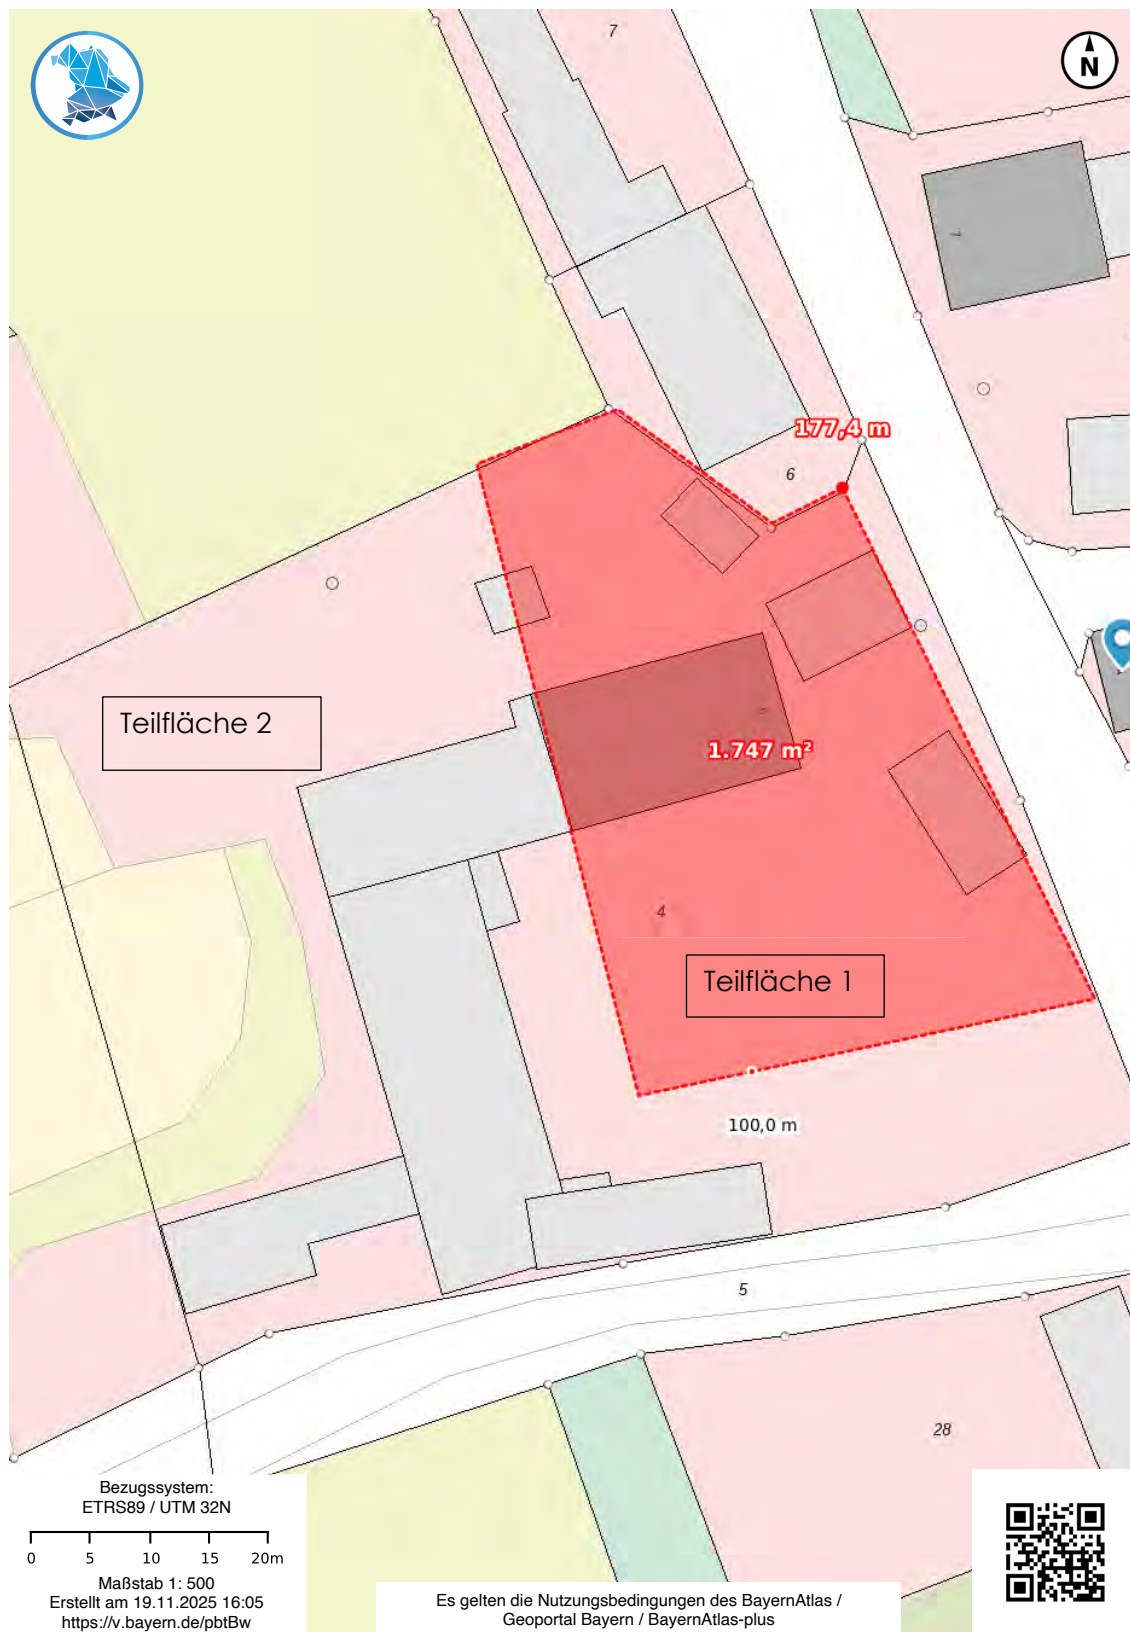 7
N
7
177,4 m
6
Teilfläche 2
1.747 m²
4
Teilfläche 1
100,0 m
5
28
Bezugssystem:
ETRS89 / UTM 32N
0 5 10 15 20m
Maßstab 1: 500
Erstellt am 19.11.2025 16:05
https://v.bayern.de/pbtBw
Es gelten die Nutzungsbedingungen des BayernAtlas /
Geoportal Bayern / BayernAtlas-plus